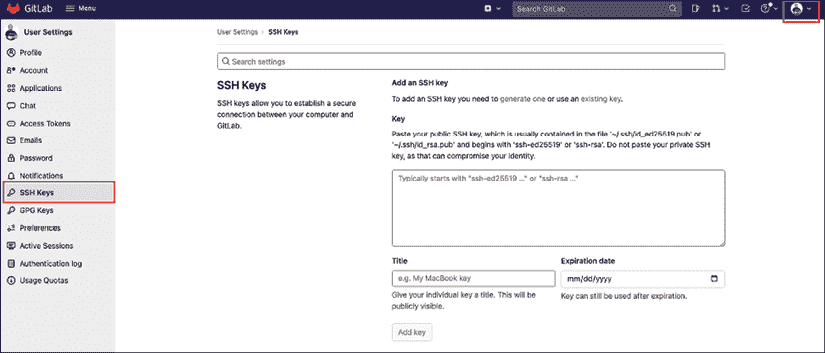 GitLab
Menu
Search GitLab
User Settings
Profile
Account
Applications
Chat
Access Tokens
Emails
Password
Notifications
SSH Keys
GPG Keys
Preferences
Active Sessions
Authentication log
Usage Quotas
User Settings > SSH Keys
Search settings
SSH Keys
SSH keys allow you to establish a secure
connection between your computer and
GitLab.
Add an SSH key
To add an SSH key you need to generate one or use an existing key.
Key
Paste your public SSH key, which is usually contained in the file '~/.ssh/id_ed25519.pub' or
'~/.ssh/id_rsa.pub' and begins with 'ssh-ed25519' or 'ssh-rsa'. Do not paste your private SSH
key, as that can compromise your identity.
Typically starts with "ssh-ed25519 ..." or "ssh-rsa ..."
Title
e.g. My MacBook key
Give your individual key a title. This will be
publicly visible.
Expiration date
mm/dd/yyyy
Key can still be used after expiration.
Add key